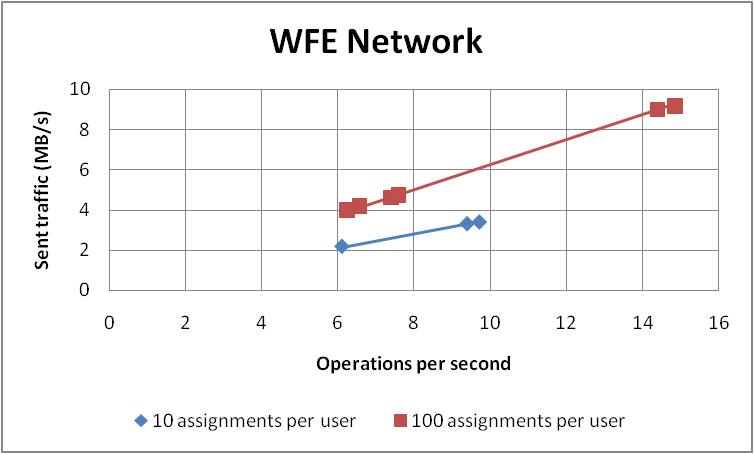 WFE Network
Sent traffic (MB/s)
10
8
6
4
2
0
0 2 4 6 8 10 12 14 16
Operations per second
10 assignments per user 100 assignments per user